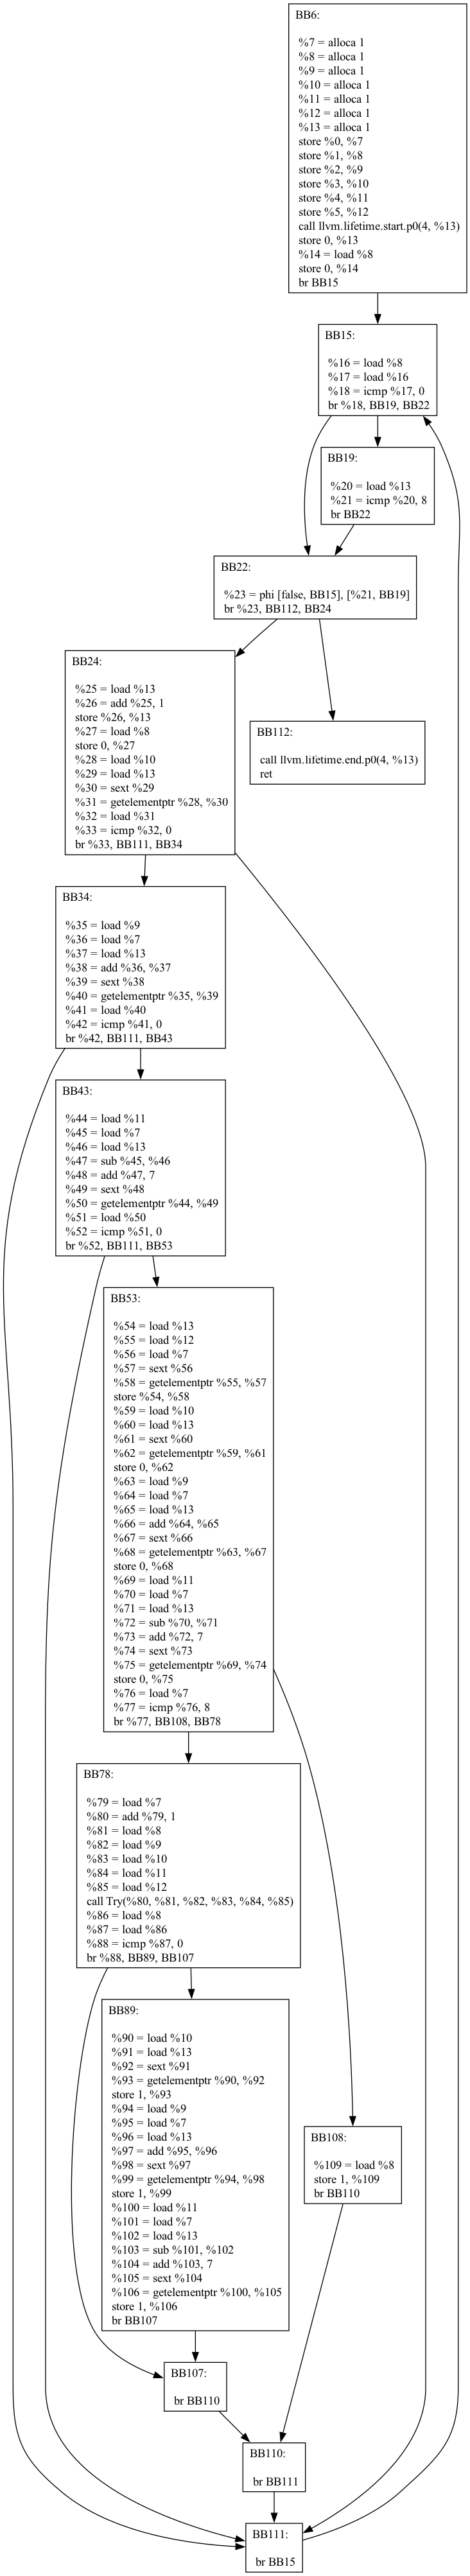 BB6:
%7 = alloca 1
%8 = alloca 1
%9 = alloca 1
%10 = alloca 1
%11 = alloca 1
%12 = alloca 1
%13 = alloca 1
store %0, %7
store %1, %8
store %2, %9
store %3, %10
store %4, %11
store %5, %12
call llvm.lifetime.start.p0(4, %13)
store 0, %13
%14 = load %8
store 0, %14
br BB15
BB15:
%16 = load %8
%17 = load %16
%18 = icmp %17, 0
br %18, BB19, BB22
BB19:
%20 = load %13
%21 = icmp %20, 8
br BB22
BB22:
%23 = phi [false, BB15], [%21, BB19]
br %23, BB112, BB24
BB24:
%25 = load %13
%26 = add %25, 1
store %26, %13
%27 = load %8
store 0, %27
%28 = load %10
%29 = load %13
%30 = sext %29
%31 = getelementptr %28, %30
%32 = load %31
%33 = icmp %32, 0
br %33, BB111, BB34
BB112:
call llvm.lifetime.end.p0(4, %13)
ret
BB34:
%35 = load %9
%36 = load %7
%37 = load %13
%38 = add %36, %37
%39 = sext %38
%40 = getelementptr %35, %39
%41 = load %40
%42 = icmp %41, 0
br %42, BB111, BB43
BB43:
%44 = load %11
%45 = load %7
%46 = load %13
%47 = sub %45, %46
%48 = add %47, 7
%49 = sext %48
%50 = getelementptr %44, %49
%51 = load %50
%52 = icmp %51, 0
br %52, BB111, BB53
BB53:
%54 = load %13
%55 = load %12
%56 = load %7
%57 = sext %56
%58 = getelementptr %55, %57
store %54, %58
%59 = load %10
%60 = load %13
%61 = sext %60
%62 = getelementptr %59, %61
store 0, %62
%63 = load %9
%64 = load %7
%65 = load %13
%66 = add %64, %65
%67 = sext %66
%68 = getelementptr %63, %67
store 0, %68
%69 = load %11
%70 = load %7
%71 = load %13
%72 = sub %70, %71
%73 = add %72, 7
%74 = sext %73
%75 = getelementptr %69, %74
store 0, %75
%76 = load %7
%77 = icmp %76, 8
br %77, BB108, BB78
BB78:
%79 = load %7
%80 = add %79, 1
%81 = load %8
%82 = load %9
%83 = load %10
%84 = load %11
%85 = load %12
call Try(%80, %81, %82, %83, %84, %85)
%86 = load %8
%87 = load %86
%88 = icmp %87, 0
br %88, BB89, BB107
BB89:
%90 = load %10
%91 = load %13
%92 = sext %91
%93 = getelementptr %90, %92
store 1, %93
%94 = load %9
%95 = load %7
%96 = load %13
%97 = add %95, %96
%98 = sext %97
%99 = getelementptr %94, %98
store 1, %99
%100 = load %11
%101 = load %7
%102 = load %13
%103 = sub %101, %102
%104 = add %103, 7
%105 = sext %104
%106 = getelementptr %100, %105
store 1, %106
br BB107
BB108:
%109 = load %8
store 1, %109
br BB110
BB107:
br BB110
BB110:
br BB111
BB111:
br BB15